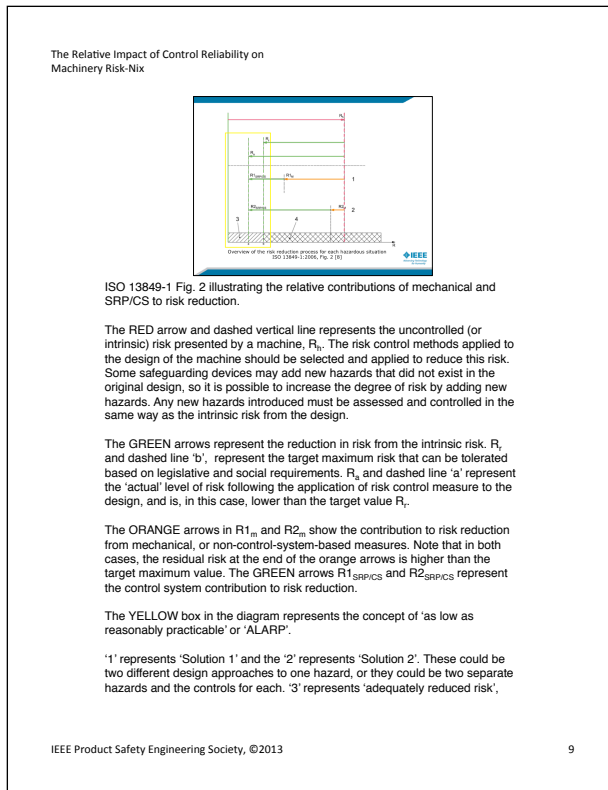 The Relative Impact of Control Reliability on
Machinery Risk-Nix
R1SRP/CS
R1m
1
R2SRP/CS
2
3
4
Overview of the risk reduction process for each hazardous situation
ISO 13849-1:2006, Fig. 2 [8]
IEEE
ISO 13849-1 Fig. 2 illustrating the relative contributions of mechanical and
SRP/CS to risk reduction.
The RED arrow and dashed vertical line represents the uncontrolled (or
intrinsic) risk presented by a machine, Rh. The risk control methods applied to
the design of the machine should be selected and applied to reduce this risk.
Some safeguarding devices may add new hazards that did not exist in the
original design, so it is possible to increase the degree of risk by adding new
hazards. Any new hazards introduced must be assessed and controlled in the
same way as the intrinsic risk from the design.
The GREEN arrows represent the reduction in risk from the intrinsic risk. Rr
and dashed line ‘b’,  represent the target maximum risk that can be tolerated
based on legislative and social requirements. Ra and dashed line ‘a’ represent
the ‘actual’ level of risk following the application of risk control measure to the
design, and is, in this case, lower than the target value Rr.
The ORANGE arrows in R1m and R2m show the contribution to risk reduction
from mechanical, or non-control-system-based measures. Note that in both
cases, the residual risk at the end of the orange arrows is higher than the
target maximum value. The GREEN arrows R1SRP/CS and R2SRP/CS represent
the control system contribution to risk reduction.
The YELLOW box in the diagram represents the concept of ‘as low as
reasonably practicable’ or ‘ALARP’.
‘1’ represents ‘Solution 1’ and the ‘2’ represents ‘Solution 2’. These could be
two different design approaches to one hazard, or they could be two separate
hazards and the controls for each. ‘3’ represents ‘adequately reduced risk’,
IEEE Product Safety Engineering Society, ©2013
9